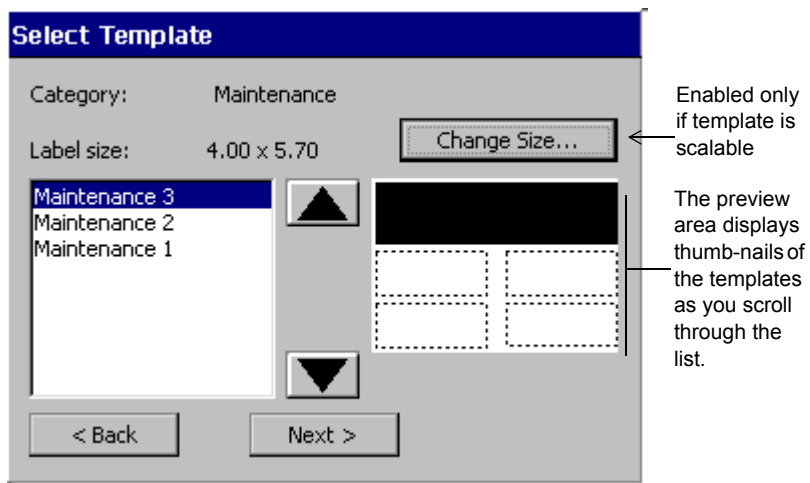 Select Template
Category: Maintenance
Label size: 4.00 x 5.70
Change Size...
Maintenance 3
Maintenance 2
Maintenance 1
< Back
Next >
Enabled only
if template is
scalable
The preview
area displays
thumb-nails of
the templates
as you scroll
through the
list.